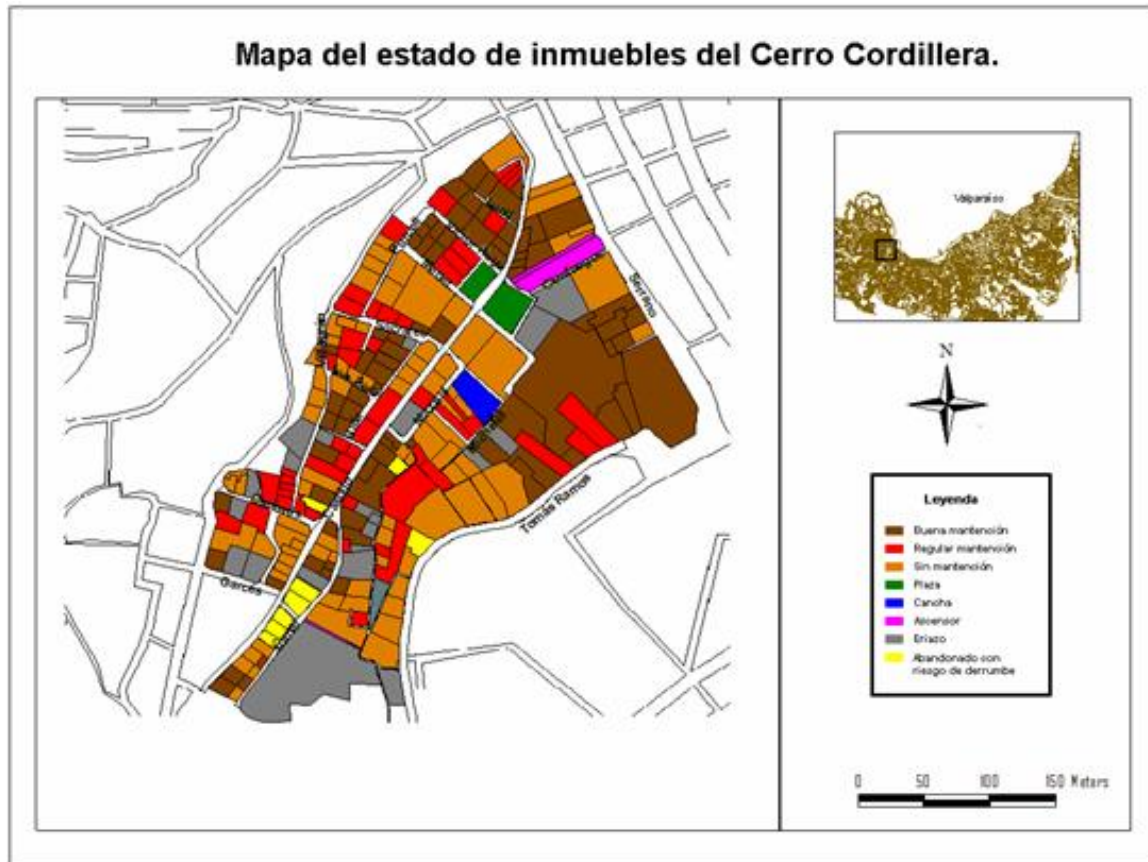 Mapa del estado de inmuebles del Cerro Cordillera.
Valparaíso
Serrano
Tomás Ramos
Garcés
N
Leyenda
Buena mantención
Regular mantención
Sin mantención
Plaza
Cancha
Ascensor
Eriazo
Abandonado con
riesgo de derrumbe
0 50 100 150 Meters